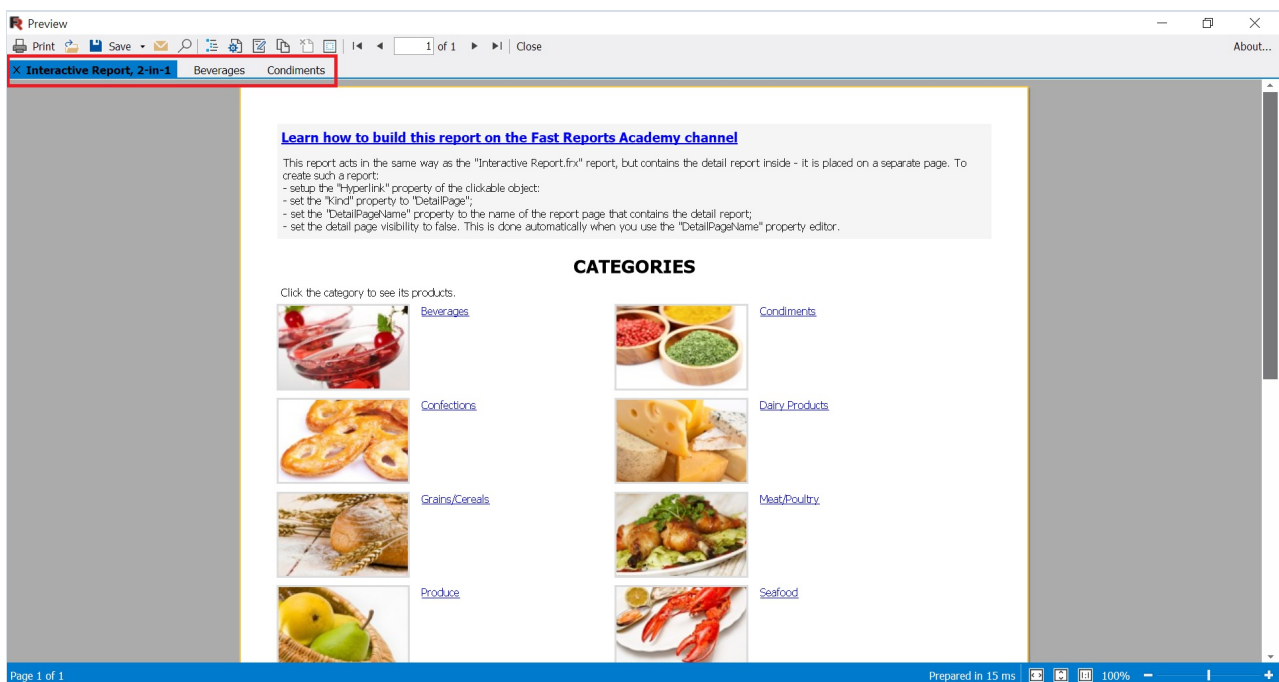 Preview
Print Save 1 of 1 Close About...
Interactive Report, 2-in-1 Beverages Condiments
Learn how to build this report on the Fast Reports Academy channel
This report acts in the same way as the "Interactive Report.frx" report, but contains the detail report inside - it is placed on a separate page. To
create such a report:
- setup the "Hyperlink" property of the clickable object:
- set the "Kind" property to "DetailPage";
- set the "DetailPageName" property to the name of the report page that contains the detail report;
- set the detail page visibility to false. This is done automatically when you use the "DetailPageName" property editor.
CATEGORIES
Click the category to see its products.
Beverages Condiments
Confections Dairy Products
Grains/Cereals Meat/Poultry
Produce Seafood
Page 1 of 1 Prepared in 15 ms 1:1 100%